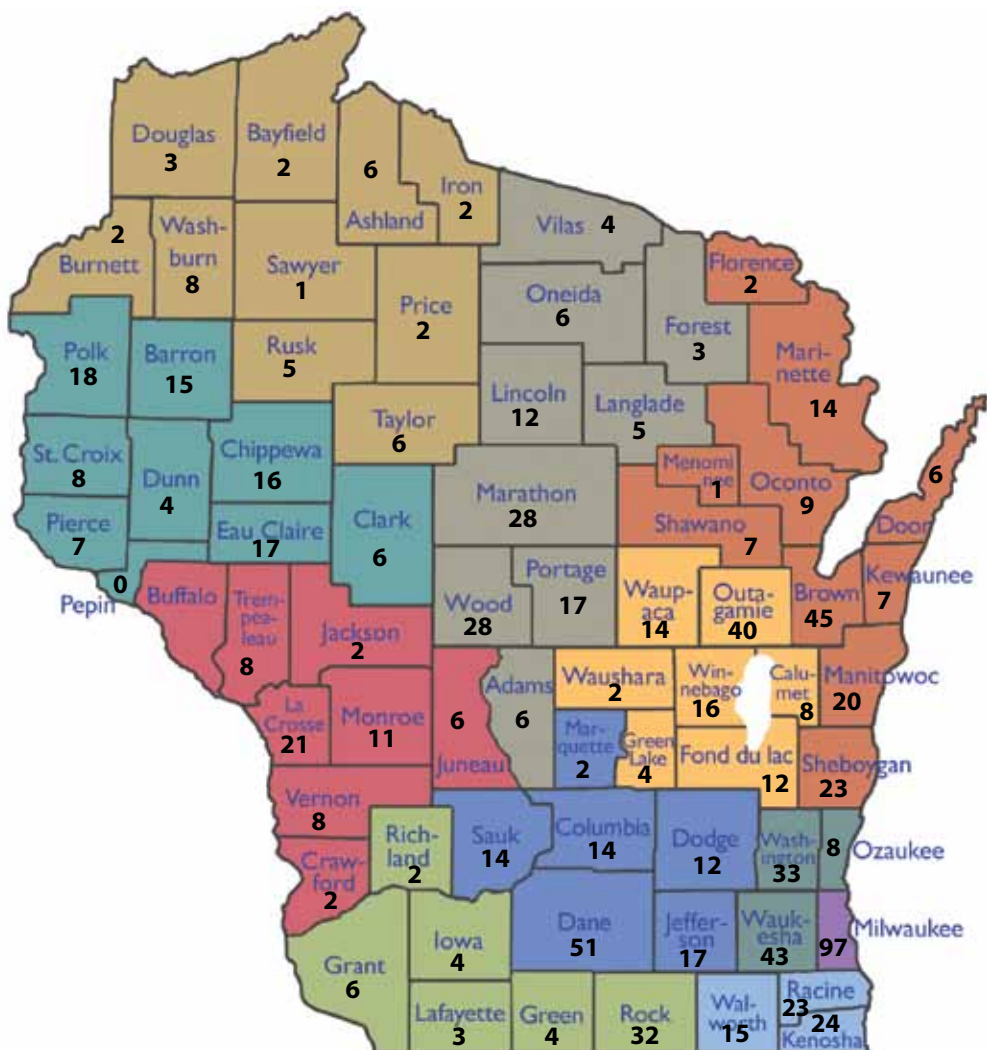 Douglas
3
Bayfield
2
6
Ashland
Iron
2
Vilas 4
2
Burnett
Wash-
burn
8
Sawyer
1
Price
2
Oneida
6
Florence
2
Forest
3
Mari-
nette
14
Polk
18
Barron
15
Rusk
5
Taylor
6
Lincoln
12
Langlade
5
St. Croix
8
Dunn
4
Chippewa
16
Clark
6
Marathon
28
Menomi
nee
1
Oconto
9
6
Door
Pierce
7
Eau Claire
17
Shawano
7
0
Pepin
Buffalo
Trem-
pea-
leau
8
Jackson
2
Wood
28
Portage
17
Waup-
aca
14
Outa-
gamie
40
Brown
45
Kewaunee
7
La
Crosse
21
Monroe
11
6
Juneau
Adams
6
Waushara
2
Win-
nebago
16
Calu-
met
8
Manitowoc
20
Mar-
quette
2
Green
Lake
4
Fond du lac
12
Sheboygan
23
Vernon
8
Rich-
land
2
Sauk
14
Columbia
14
Dodge
12
Wash-
ington
33
8 Ozaukee
Craw-
ford
2
Grant
6
Iowa
4
Dane
51
Jeffer-
son
17
Wauk-
esha
43
Milwaukee
97
Lafayette
3
Green
4
Rock
32
Wal-
worth
15
Racine
23
24
Kenosha